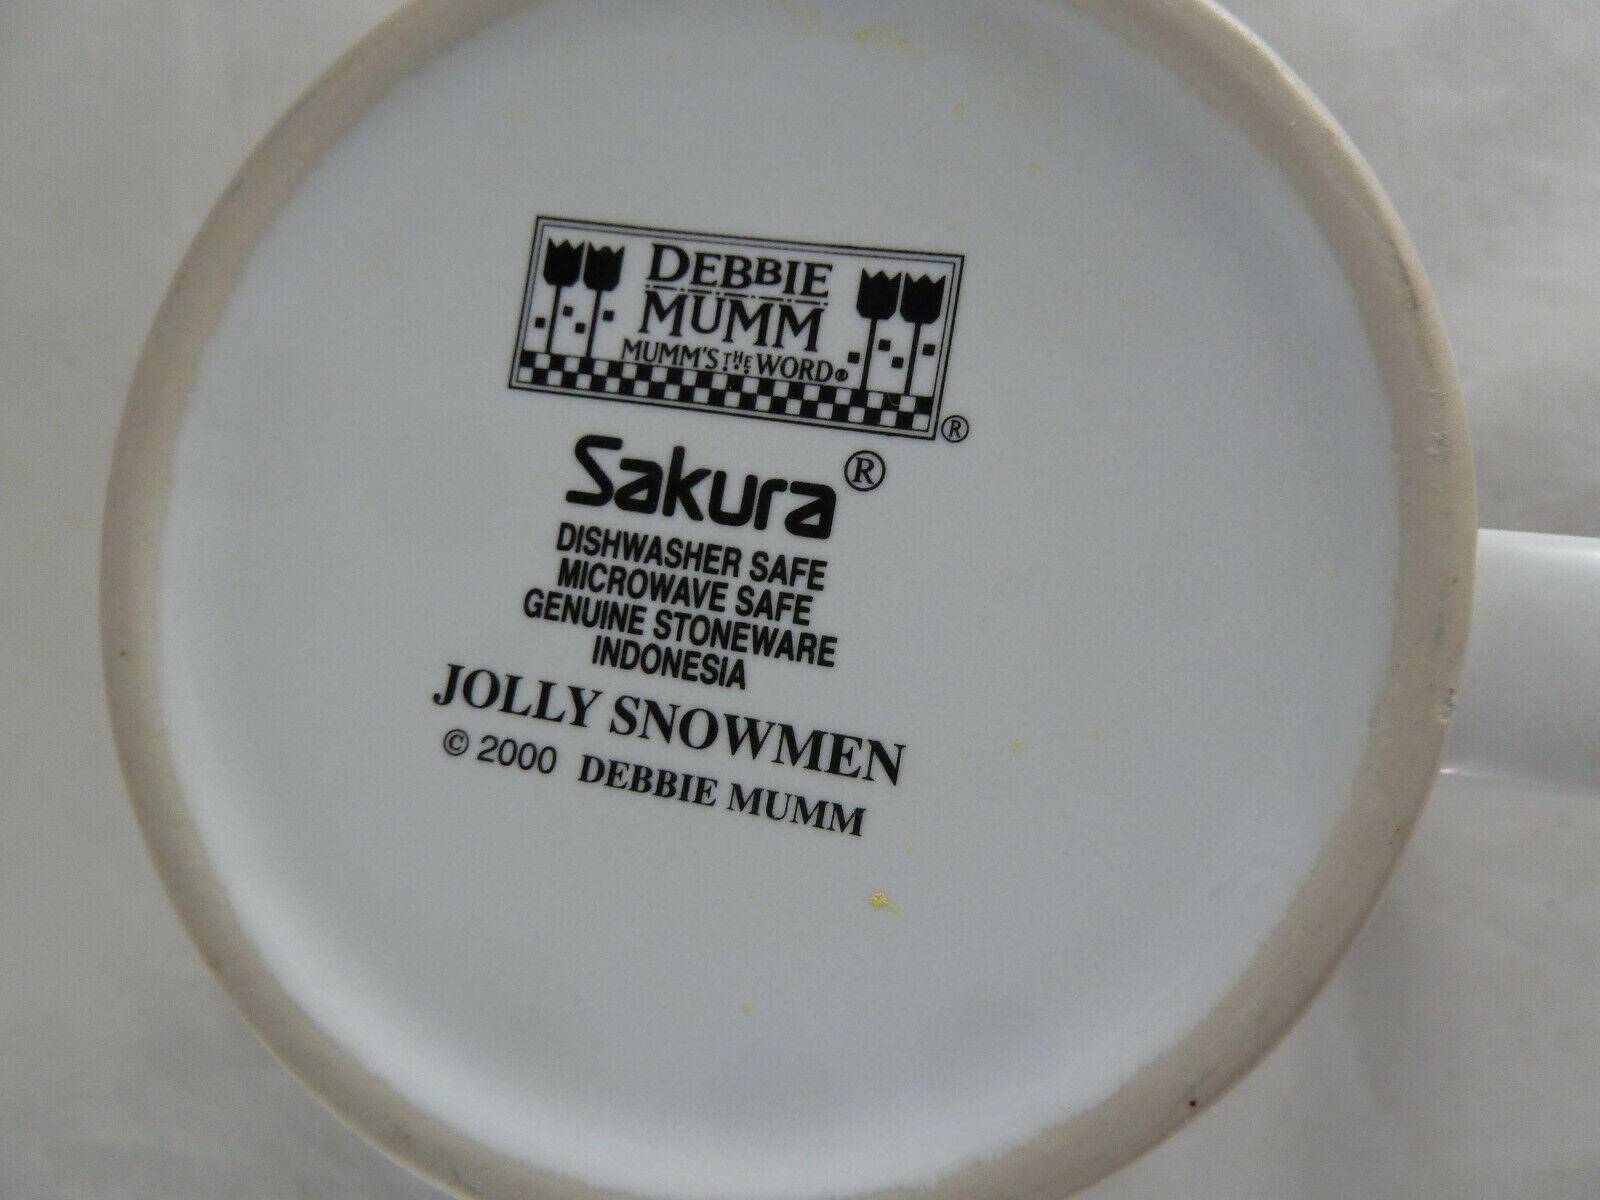 DEBBIE
MUMM
MUMM'S THE WORD®
®
Sakura®
DISHWASHER SAFE
MICROWAVE SAFE
GENUINE STONEWARE
INDONESIA
JOLLY SNOWMEN
© 2000 DEBBIE MUMM